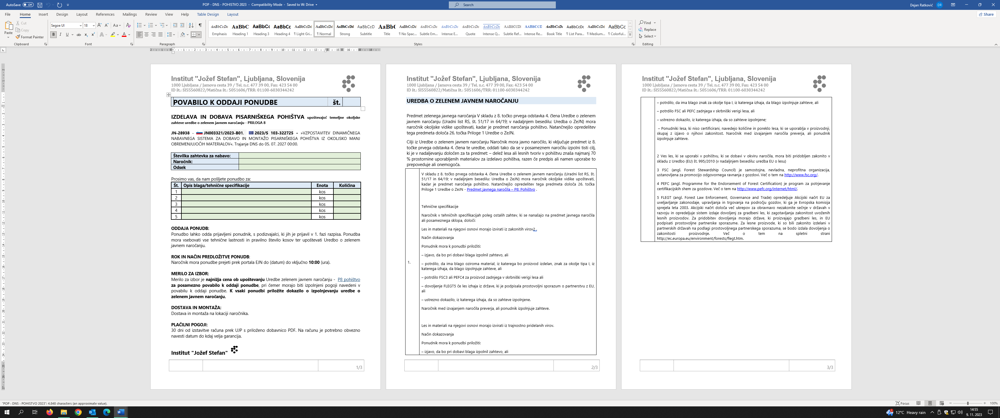 AutoSave Off
POP - DNS - POHISTVO 2023 - Compatibility Mode - Saved to W: Drive
Search
Dejan Ratković DR
File Home Insert Design Layout References Mailings Review View Help Table Design Layout
Share
Paste
Cut
Copy
Format Painter
Clipboard
Segoe UI 18
Font
Paragraph
AaBbCcDc AaBbC AaBbCc AaBbCc AaBbCcDc AaBbCcDd AaBbCcDd AaBbCcD AaBb( AaBbCcDc AaBbCcDc AaBbCcDc AaBbCcDc AaBbCcDc AABBCCDI AABBCCD AaBbCcDc AaBbCcDc AaBbCcDc AaBbCc
Emphasis Heading 1 Heading 3 Heading 4 ¶ Light Gri... ¶ Normal Strong Subtitle Title ¶ No Spac... Subtle Em... Intense E... Quote Intense Q... Subtle Ref... Intense Re... Book Title ¶ List Para... ¶ Medium... ¶ Colorful...
Styles
Find
Replace
Select
Editing
Institut "Jožef Stefan", Ljubljana, Slovenija
1000 Ljubljana / Jamova cesta 39 / Tel. n.c. 477 39 00, Fax: 423 54 00
ID št.: SI55560822/Matična št.: 5051606/TRR: 01100-6030344242
POVABILO K ODDAJI PONUDBE št.
IZDELAVA IN DOBAVA PISARNIŠKEGA POHIŠTVA upoštevajoč temeljne okoljske
zahteve uredbe o zelenem javnem naročanju - PRILOGA 8
JN-28938 - JN003321/2023-B01, 2023/S 103-322725 - »VZPOSTAVITEV DINAMIČNEGA
NABAVNEGA SISTEMA ZA DOBAVO IN MONTAŽO PISARNIŠKEGA POHIŠTVA IZ OKOLJSKO MANJ
OBREMENJUJOČIH MATERIALOV«. Trajanje DNS do 05. 07. 2027 00:00.
Številka zahtevka za nabavo:
Naročnik:
Odsek
Prosimo vas, da nam pošljete ponudbo za:
Št. Opis blaga/tehnične specifikacije Enota Količina
1 kos
2 kos
3 kos
4 kos
5 kos
ODDAJA PONUDB:
Ponudbo lahko odda prijavljeni ponudnik, s podizvajalci, ki jih je prijavil v 1. fazi razpisa. Ponudba
mora vsebovati vse tehnične lastnosti in pravilno število kosov ter upoštevati Uredbo o zelenem
javnem naročanju.
ROK IN NAČIN PREDLOŽITVE PONUDB:
Naročnik mora ponudbe prejeti prek portala EJN do (datum) do vključno 10:00 (ura).
MERILO ZA IZBOR:
Merilo za izbor je najnižja cena ob upoštevanju Uredbe zelenem javnem naročanju - P8 pohištvo
za posamezno povabilo k oddaji ponudbe, pri čemer morajo biti izpolnjeni pogoji navedeni v
povabilu k oddaji ponudbe. K vsaki ponudbi priložite dokazilo o izpolnjevanju uredbe o
zelenem javnem naročanju.
DOSTAVA IN MONTAŽA:
Dostava in montaža na lokaciji naročnika.
PLAČILNI POGOJI:
30 dni od izstavitve računa prek UJP s priloženo dobavnico PDF. Na računu je potrebno obvezno
navesti datum do kdaj velja garancija.
Institut "Jožef Stefan"
1/3
Institut "Jožef Stefan", Ljubljana, Slovenija
1000 Ljubljana / Jamova cesta 39 / Tel. n.c. 477 39 00, Fax: 423 54 00
ID št.: SI55560822/Matična št.: 5051606/TRR: 01100-6030344242
UREDBA O ZELENEM JAVNEM NAROČANJU
Predmet zelenega javnega naročanja V skladu z 8. točko prvega odstavka 4. člena Uredbe o zelenem
javnem naročanju (Uradni list RS, št. 51/17 in 64/19; v nadaljnjem besedilu: Uredba o ZeJN) mora
naročnik okoljske vidike upoštevati, kadar je predmet naročanja pohištvo. Natančnejšo opredelitev
tega predmeta določa 26. točka Priloge 1 Uredbe o ZeJN.
Cilji iz Uredbe o zelenem javnem naročanju Naročnik mora javno naročilo, ki vključuje predmet iz 8.
točke prvega odstavka 4. člena te uredbe, oddati tako da se v posameznem naročilu izpolni tisti cilj,
ki je v nadaljevanju določen za ta predmet: – delež lesa ali lesnih tvoriv v pohištvu znaša najmanj 70
% prostornine uporabljenih materialov za izdelavo pohištva, razen če predpis ali namen uporabe to
prepoveduje ali onemogoča.
V skladu z 8. točko prvega odstavka 4. člena Uredbe o zelenem javnem naročanju (Uradni list RS, št.
51/17 in 64/19; v nadaljnjem besedilu: Uredba o ZeJN) mora naročnik okoljske vidike upoštevati,
kadar je predmet naročanja pohištvo. Natančnejšo opredelitev tega predmeta določa 26. točka
Priloge 1 Uredbe o ZeJN - Predmet javnega naročila – P8: Pohištvo .
Tehnične specifikacije
Naročnik v tehničnih specifikacijah poleg ostalih zahtev, ki se nanašajo na predmet javnega naročila
ali posameznega sklopa, določi:
Les in materiali na njegovi osnovi morajo izvirati iz zakonitih virov2 .
Način dokazovanja
Ponudnik mora k ponudbi priložiti:
– izjavo, da bo pri dobavi blaga izpolnil zahtevo, ali
1.
– potrdilo, da ima blago oziroma material, iz katerega bo proizvod izdelan, znak za okolje tipa I, iz
katerega izhaja, da blago izpolnjuje zahteve, ali
– potrdilo FSC3 ali PEFC4 za proizvod zadnjega v skrbniški verigi lesa ali
– dovoljenje FLEGT5 če les izhaja iz države, ki je podpisala prostovoljni sporazum o partnerstvu z EU,
ali
– ustrezno dokazilo, iz katerega izhaja, da so zahteve izpolnjene.
Naročnik med izvajanjem naročila preverja, ali ponudnik izpolnjuje zahteve.
Les in materiali na njegovi osnovi morajo izvirati iz trajnostno pridelanih virov.
Način dokazovanja
Ponudnik mora k ponudbi priložiti:
– izjavo, da bo pri dobavi blaga izpolnil zahtevo, ali
2/3
Institut "Jožef Stefan", Ljubljana, Slovenija
1000 Ljubljana / Jamova cesta 39 / Tel. n.c. 477 39 00, Fax: 423 54 00
ID št.: SI55560822/Matična št.: 5051606/TRR: 01100-6030344242
– potrdilo, da ima blago znak za okolje tipa I, iz katerega izhaja, da blago izpolnjuje zahteve, ali
– potrdilo FSC ali PEFC zadnjega v skrbniški verigi lesa, ali
– ustrezno dokazilo, iz katerega izhaja, da so zahteve izpolnjene;
– Ponudniki lesa, ki niso certificirani, navedejo količine in poreklo lesa, ki se uporablja v proizvodnji,
skupaj z izjavo o njihovi zakonitost. Naročnik med izvajanjem naročila preverja, ali ponudnik
izpolnjuje zahteve.
2 Ves les, ki se uporabi v pohištvu, ki se dobavi v okviru naročila, mora biti pridobljen zakonito v
skladu z Uredbo (EU) št. 995/2010 (v nadaljnjem besedilu: uredba EU o lesu)
3 FSC (angl. Forest Stewardship Council) je samostojna, nevladna, neprofitna organizacija,
ustanovljena za promocijo odgovornega ravnanja z gozdovi. Več o tem na http://www.fsc.org/.
4 PEFC (angl. Programme for the Endorsement of Forest Certification) je program za potrjevanje
certifikacijskih shem za gozdove. Več o tem na http://www.pefc.org/internet/html/.
5 FLEGT (angl. Forest Law Enforcement, Governance and Trade) opredeljuje Akcijski načrt EU za
uveljavljanje zakonodaje, upravljanja in trgovanja na področju gozdov, ki ga je Evropska komisija
sprejela leta 2003. Akcijski načrt določa več ukrepov za obravnavo nezakonite sečnje v državah v
razvoju in opredeljuje sistem izdaje dovoljenj za gradbeni les, ki zagotavljanja zakonitost uvoženih
lesnih proizvodov. Za pridobitev dovoljenja morajo države, ki proizvajajo gradbeni les, in EU
podpisati prostovoljne partnerske sporazume. Za lesne proizvode, ki so bili zakonito izdelani v
partnerskih državah na podlagi prostovoljnega partnerskega sporazuma, se bodo izdala dovoljenja o
zakonitosti proizvodnje. Več o tem na spletni strani
http://ec.europa.eu/environment/forests/flegt.htm.
3/3
"POP - DNS - POHISTVO 2023": 4.848 characters (an approximate value).
Focus
100%
12°C Heavy rain
14:55
9. 11. 2023